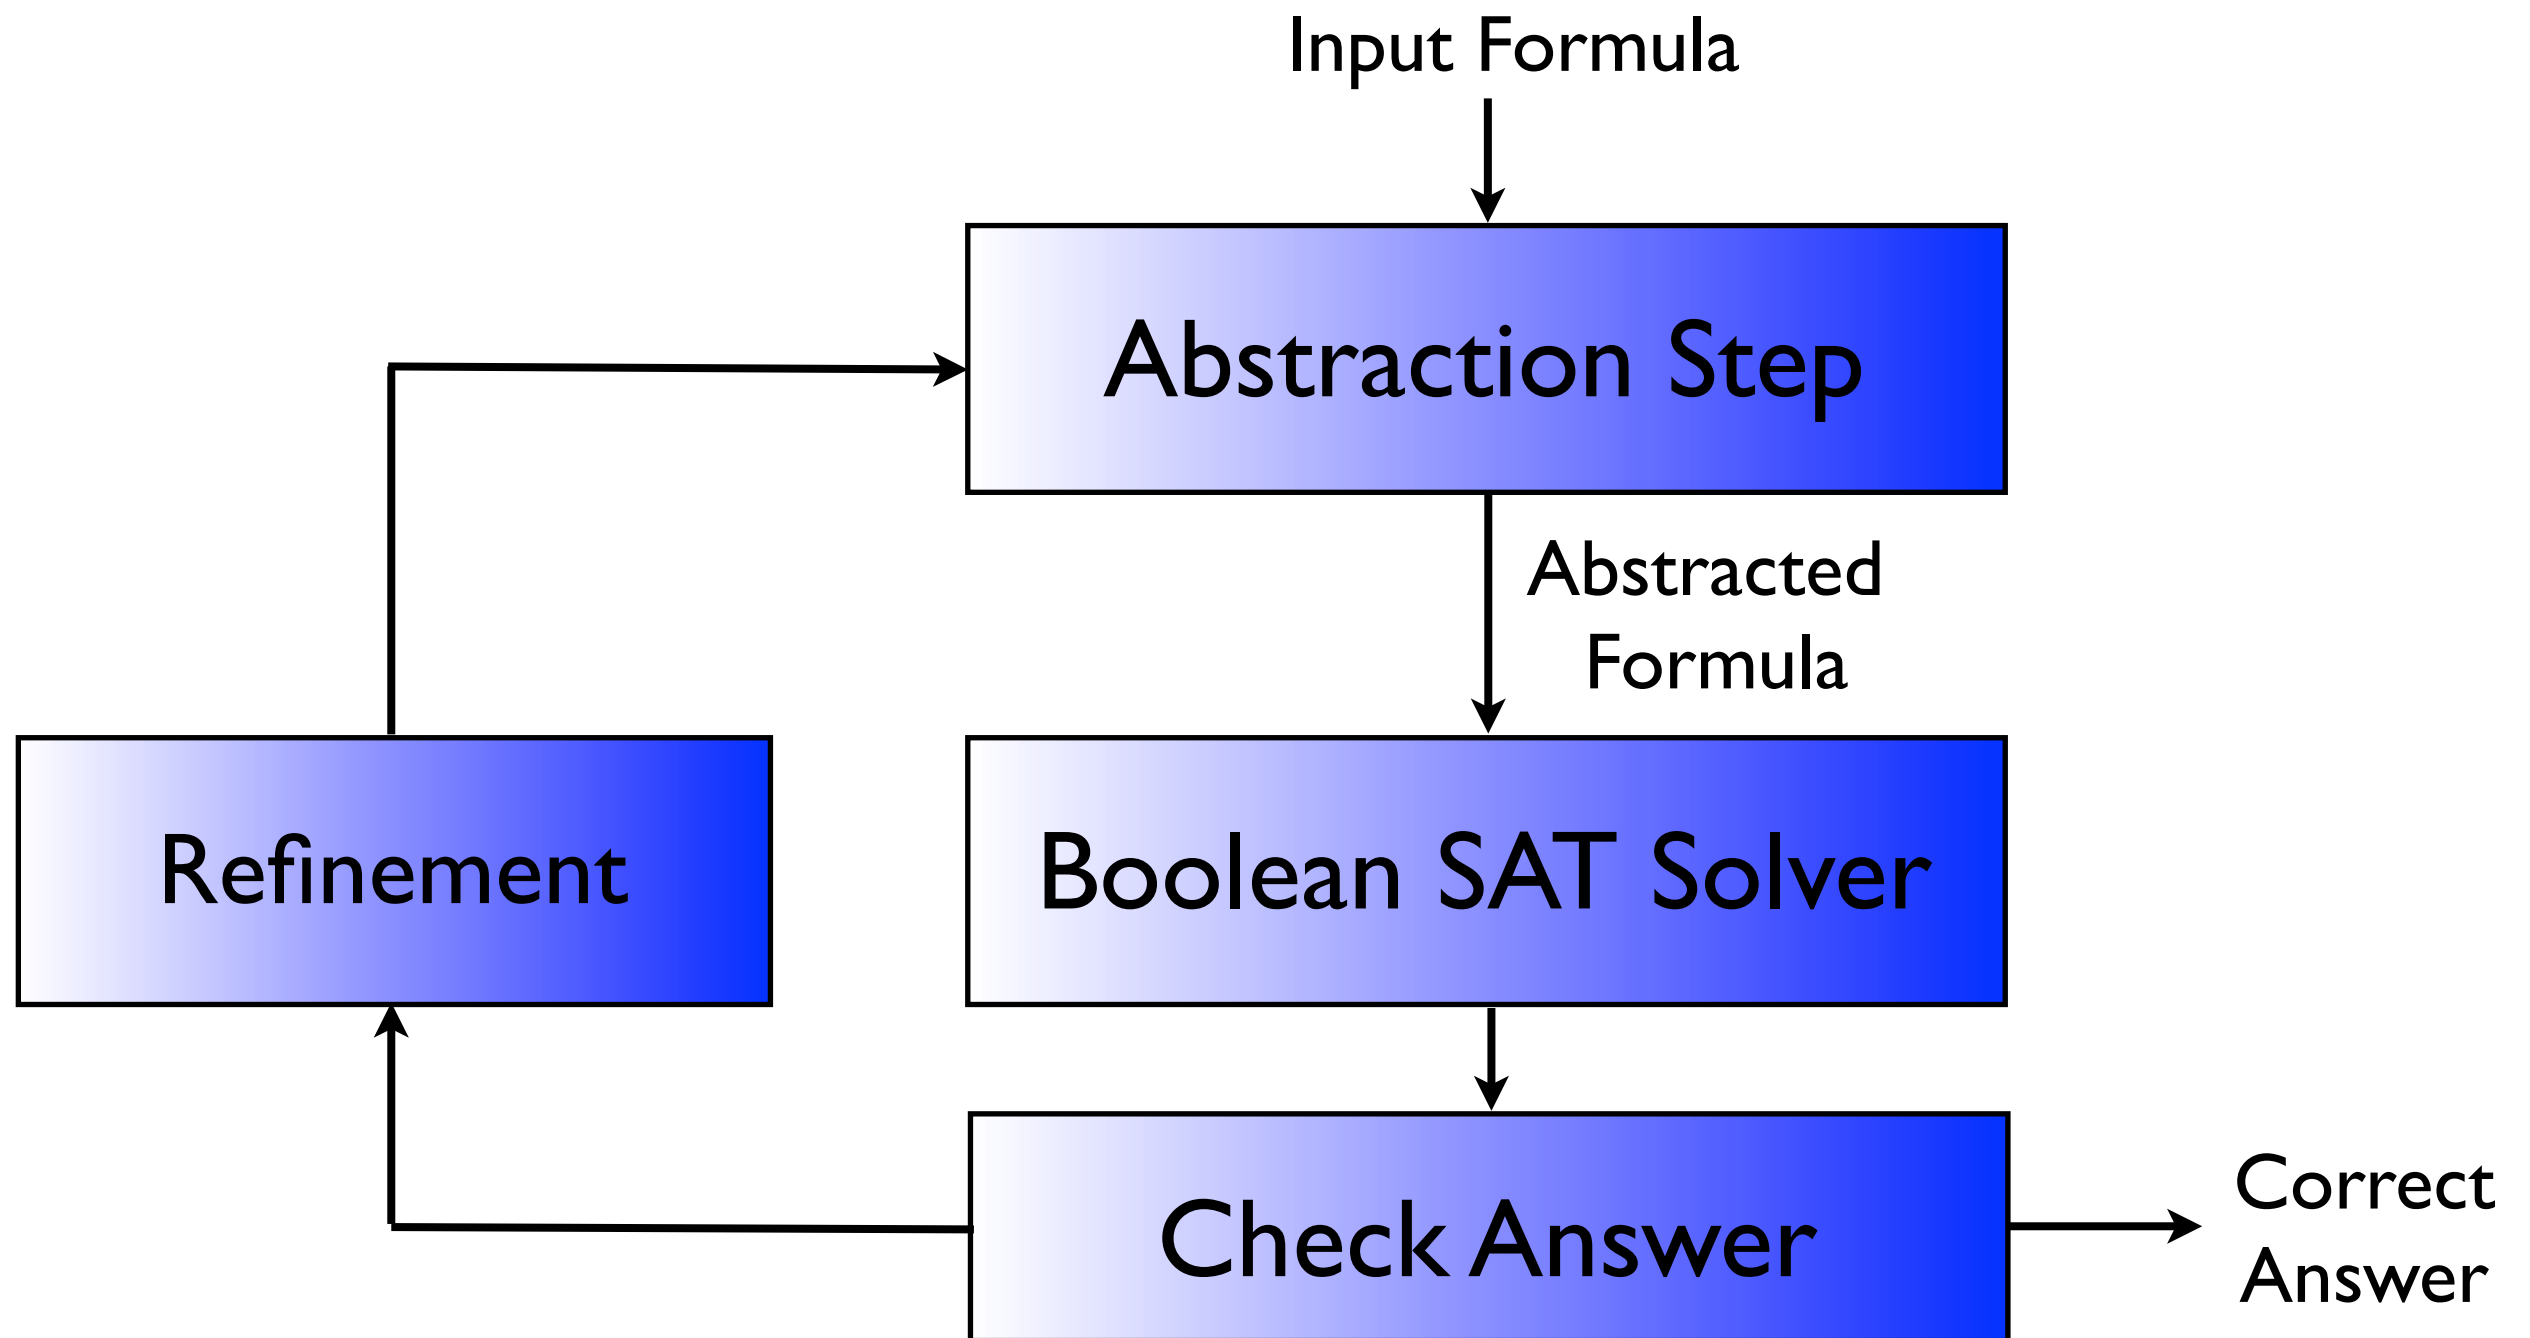 Input Formula
Abstraction Step
Abstracted
Formula
Refinement
Boolean SAT Solver
Check Answer
Correct
Answer